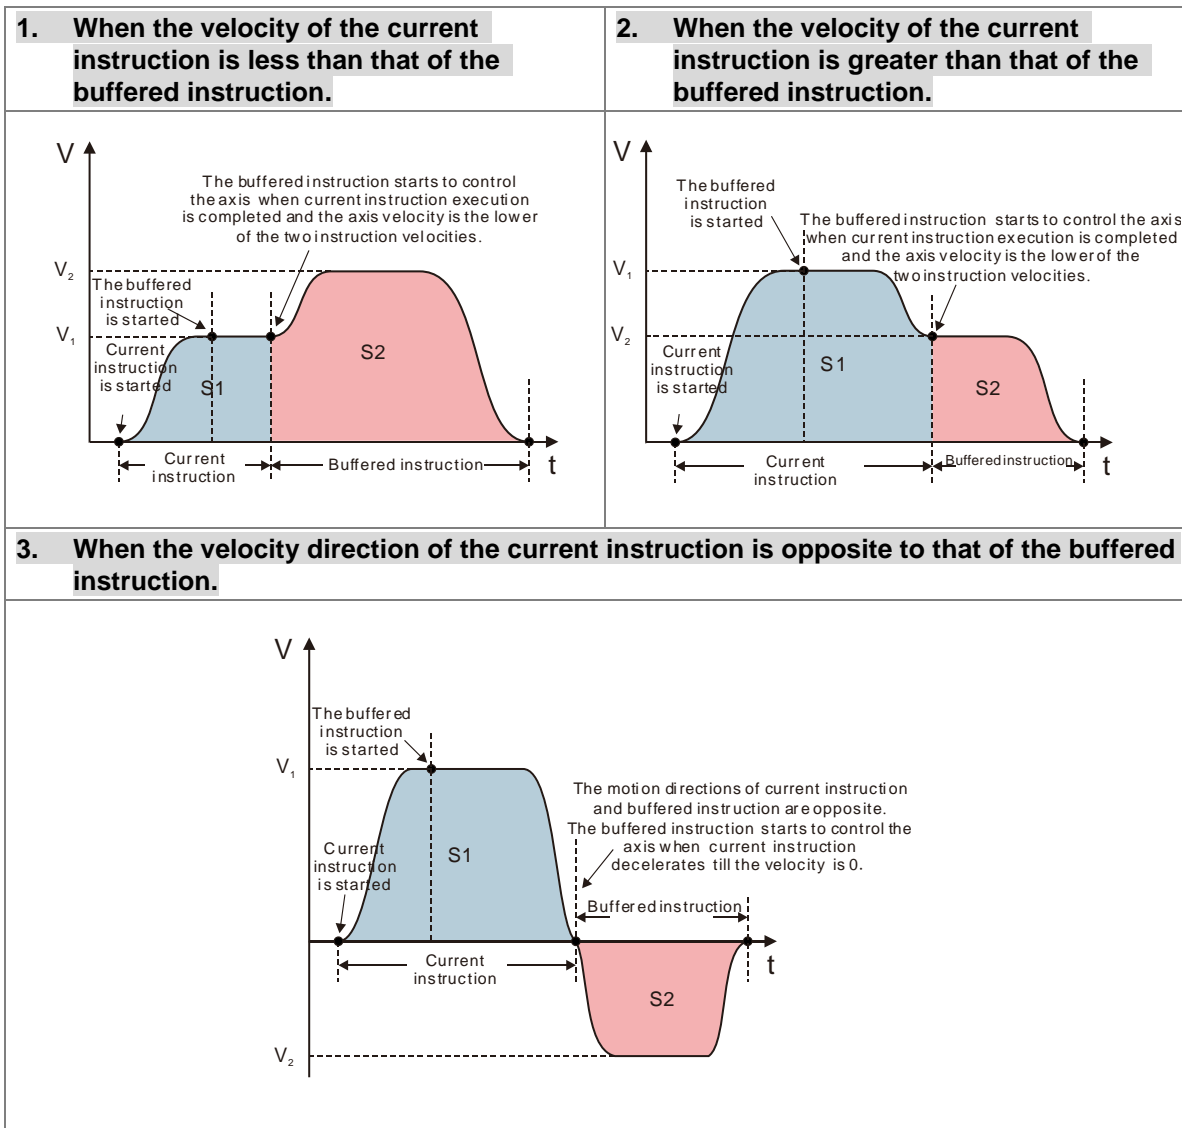 1. When the velocity of the current
instruction is less than that of the
buffered instruction.
2. When the velocity of the current
instruction is greater than that of the
buffered instruction.
V
The buffered instruction starts to control
the axis when current instruction execution
is completed and the axis velocity is the lower
of the two instruction velocities.
V₂
The buffered
instruction
is started
V₁
Current
instruction
is started
S1
S2
Current
instruction
Buffered instruction
t
V
The buffered
instruction
is started
The buffered instruction starts to control the axis
when current instruction execution is completed
and the axis velocity is the lower of the
two instruction velocities.
V₁
V₂
Current
instruction
is started
S1
S2
Current
instruction
Buffered instruction
t
3. When the velocity direction of the current instruction is opposite to that of the buffered
instruction.
V
The buffered
instruction
is started
V₁
The motion directions of current instruction
and buffered instruction are opposite.
The buffered instruction starts to control the
axis when current instruction
decelerates till the velocity is 0.
Current
instruction
is started
S1
Buffered instruction
Current
instruction
t
S2
V₂